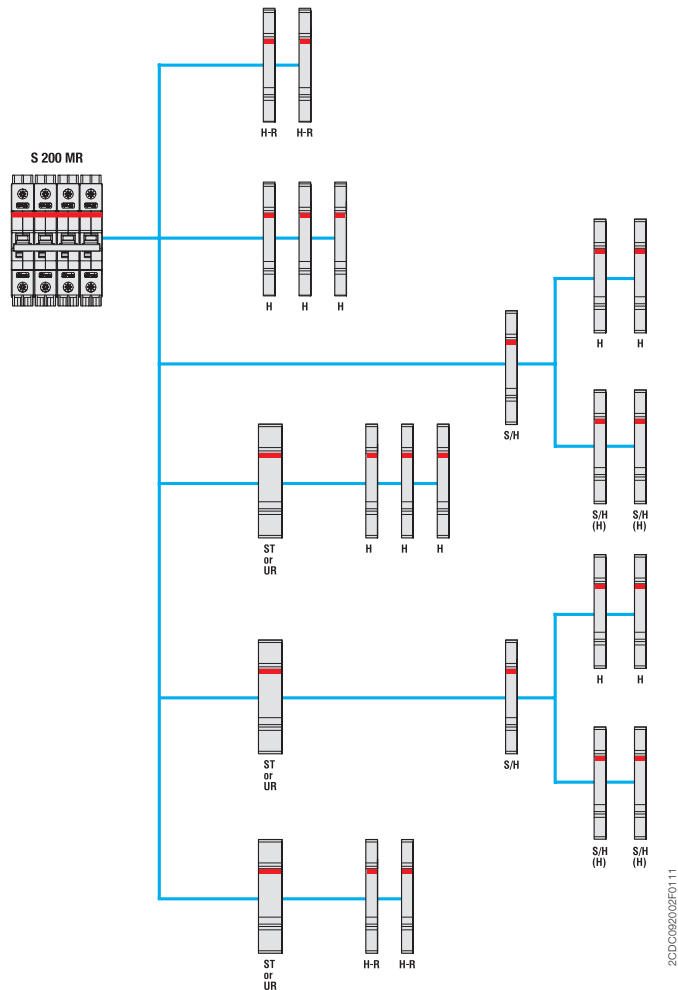 H-R H-R
S 200 MR
H H H
H H
S/H
S/H S/H
(H) (H)
ST
or
UR
H H H
H H
ST
or
UR
S/H
S/H S/H
(H) (H)
ST
or
UR
H-R H-R
2CDC092002F0111